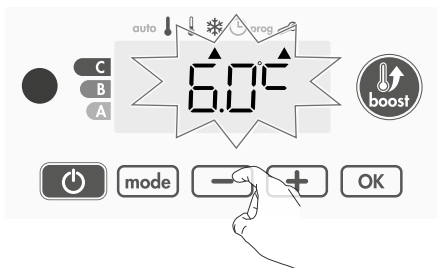 auto prog
C
B
A
6.0°C
boost
mode − + OK